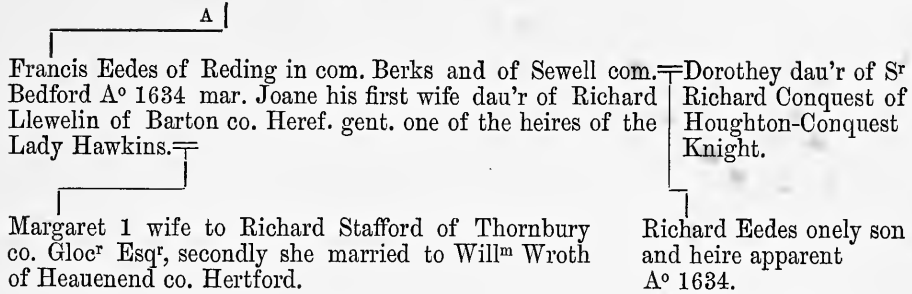 A
Francis Eedes of Reding in com. Berks and of Sewell com.
Bedford Aº 1634 mar. Joane his first wife dau'r of Richard
Llewelin of Barton co. Heref. gent. one of the heires of the
Lady Hawkins.
Dorothey dau'r of Sʳ
Richard Conquest of
Houghton-Conquest
Knight.
Margaret 1 wife to Richard Stafford of Thornbury
co. Glocʳ Esqʳ, secondly she married to Willᵐ Wroth
of Heauenend co. Hertford.
Richard Eedes onely son
and heire apparent
Aº 1634.